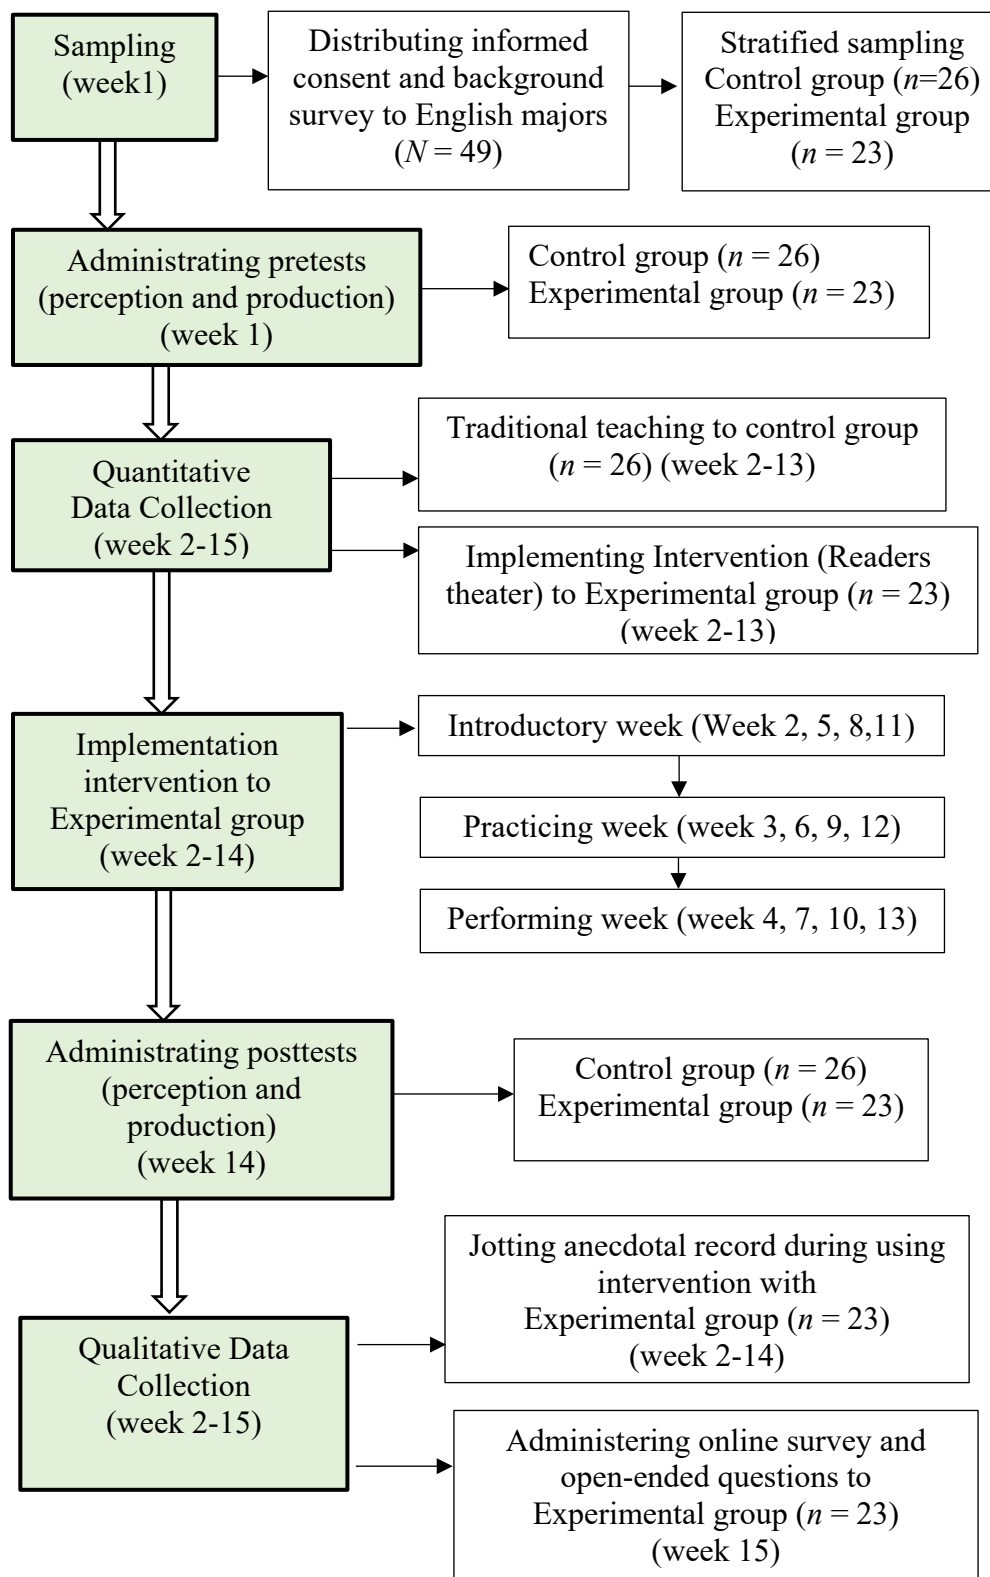 Sampling
(week1)
Distributing informed
consent and background
survey to English majors
(N = 49)
Stratified sampling
Control group (n=26)
Experimental group
(n = 23)
Administrating pretests
(perception and production)
(week 1)
Control group (n = 26)
Experimental group (n = 23)
Quantitative
Data Collection
(week 2-15)
Traditional teaching to control group
(n = 26) (week 2-13)
Implementing Intervention (Readers
theater) to Experimental group (n = 23)
(week 2-13)
Implementation
intervention to
Experimental group
(week 2-14)
Introductory week (Week 2, 5, 8,11)
Practicing week (week 3, 6, 9, 12)
Performing week (week 4, 7, 10, 13)
Administrating posttests
(perception and
production)
(week 14)
Control group (n = 26)
Experimental group (n = 23)
Qualitative Data
Collection
(week 2-15)
Jotting anecdotal record during using
intervention with
Experimental group (n = 23)
(week 2-14)
Administering online survey and
open-ended questions to
Experimental group (n = 23)
(week 15)